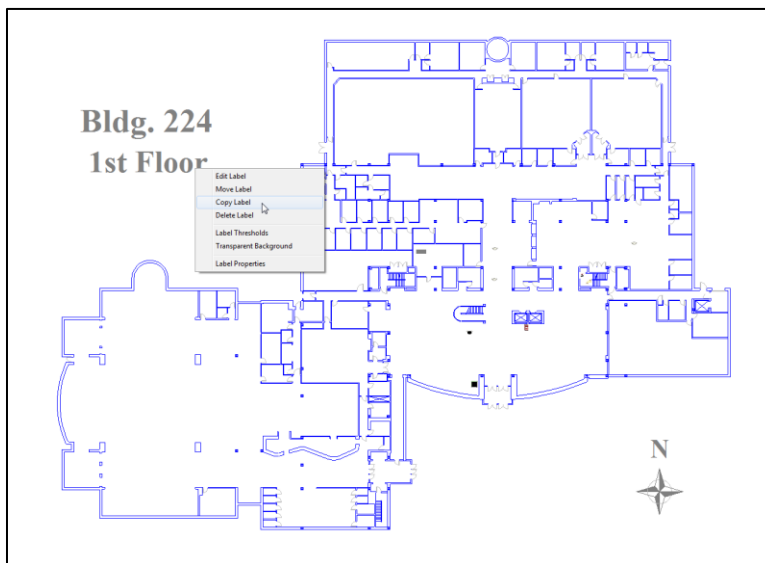 Bldg. 224
1st Floor
Edit Label
Move Label
Copy Label
Delete Label
Label Thresholds
Transparent Background
Label Properties
N